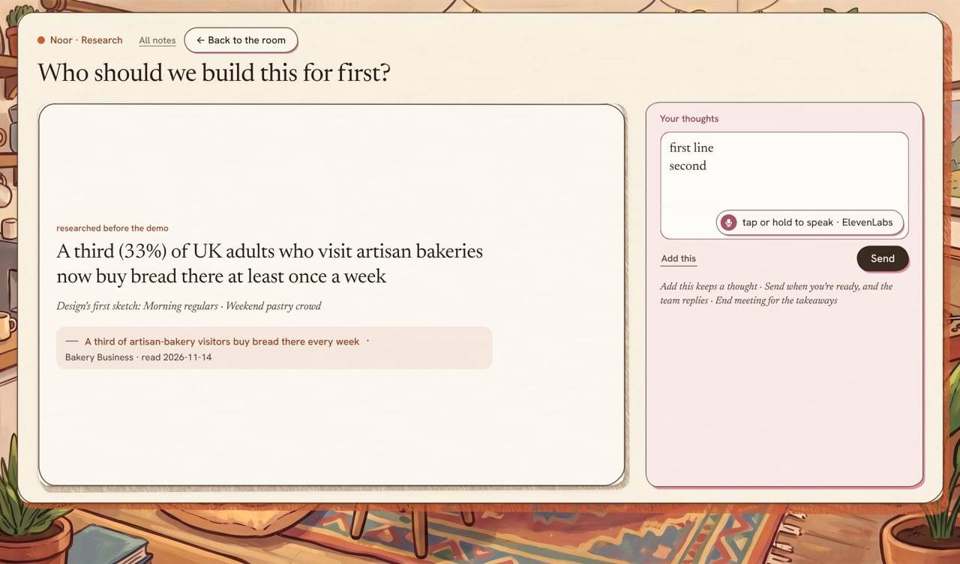 Noor · Research All notes ← Back to the room
Who should we build this for first?
researched before the demo
A third (33%) of UK adults who visit artisan bakeries
now buy bread there at least once a week
Design's first sketch: Morning regulars · Weekend pastry crowd
— A third of artisan-bakery visitors buy bread there every week ·
Bakery Business · read 2026-11-14
Your thoughts
first line
second
tap or hold to speak · ElevenLabs
Add this Send
Add this keeps a thought · Send when you're ready, and the
team replies · End meeting for the takeaways